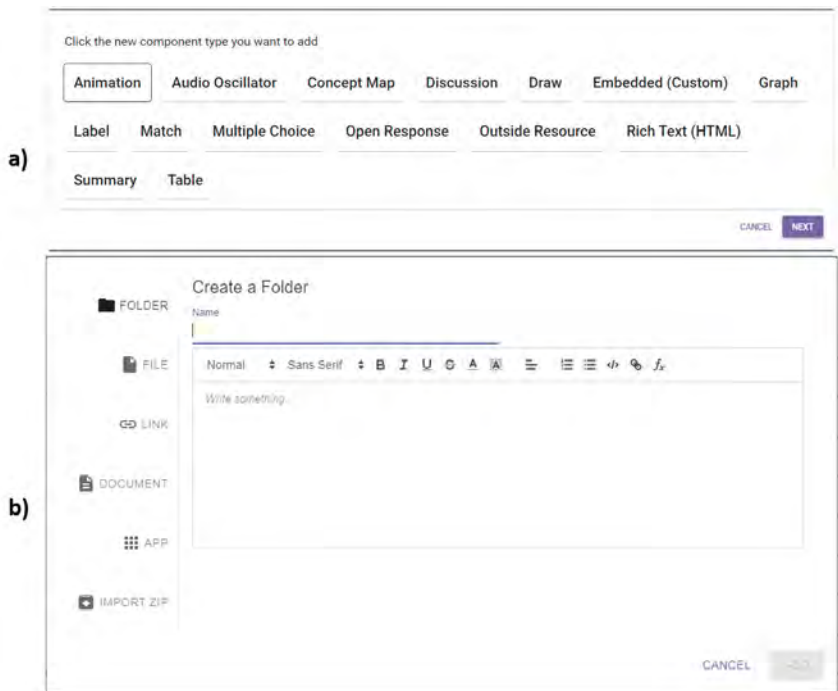 Click the new component type you want to add
Animation Audio Oscillator Concept Map Discussion Draw Embedded (Custom) Graph
Label Match Multiple Choice Open Response Outside Resource Rich Text (HTML)
a)
Summary Table
CANCEL NEXT
Create a Folder
FOLDER
Name
FILE
Normal Sans Serif B I U S A A fx
Write something...
LINK
DOCUMENT
b)
APP
IMPORT ZIP
CANCEL